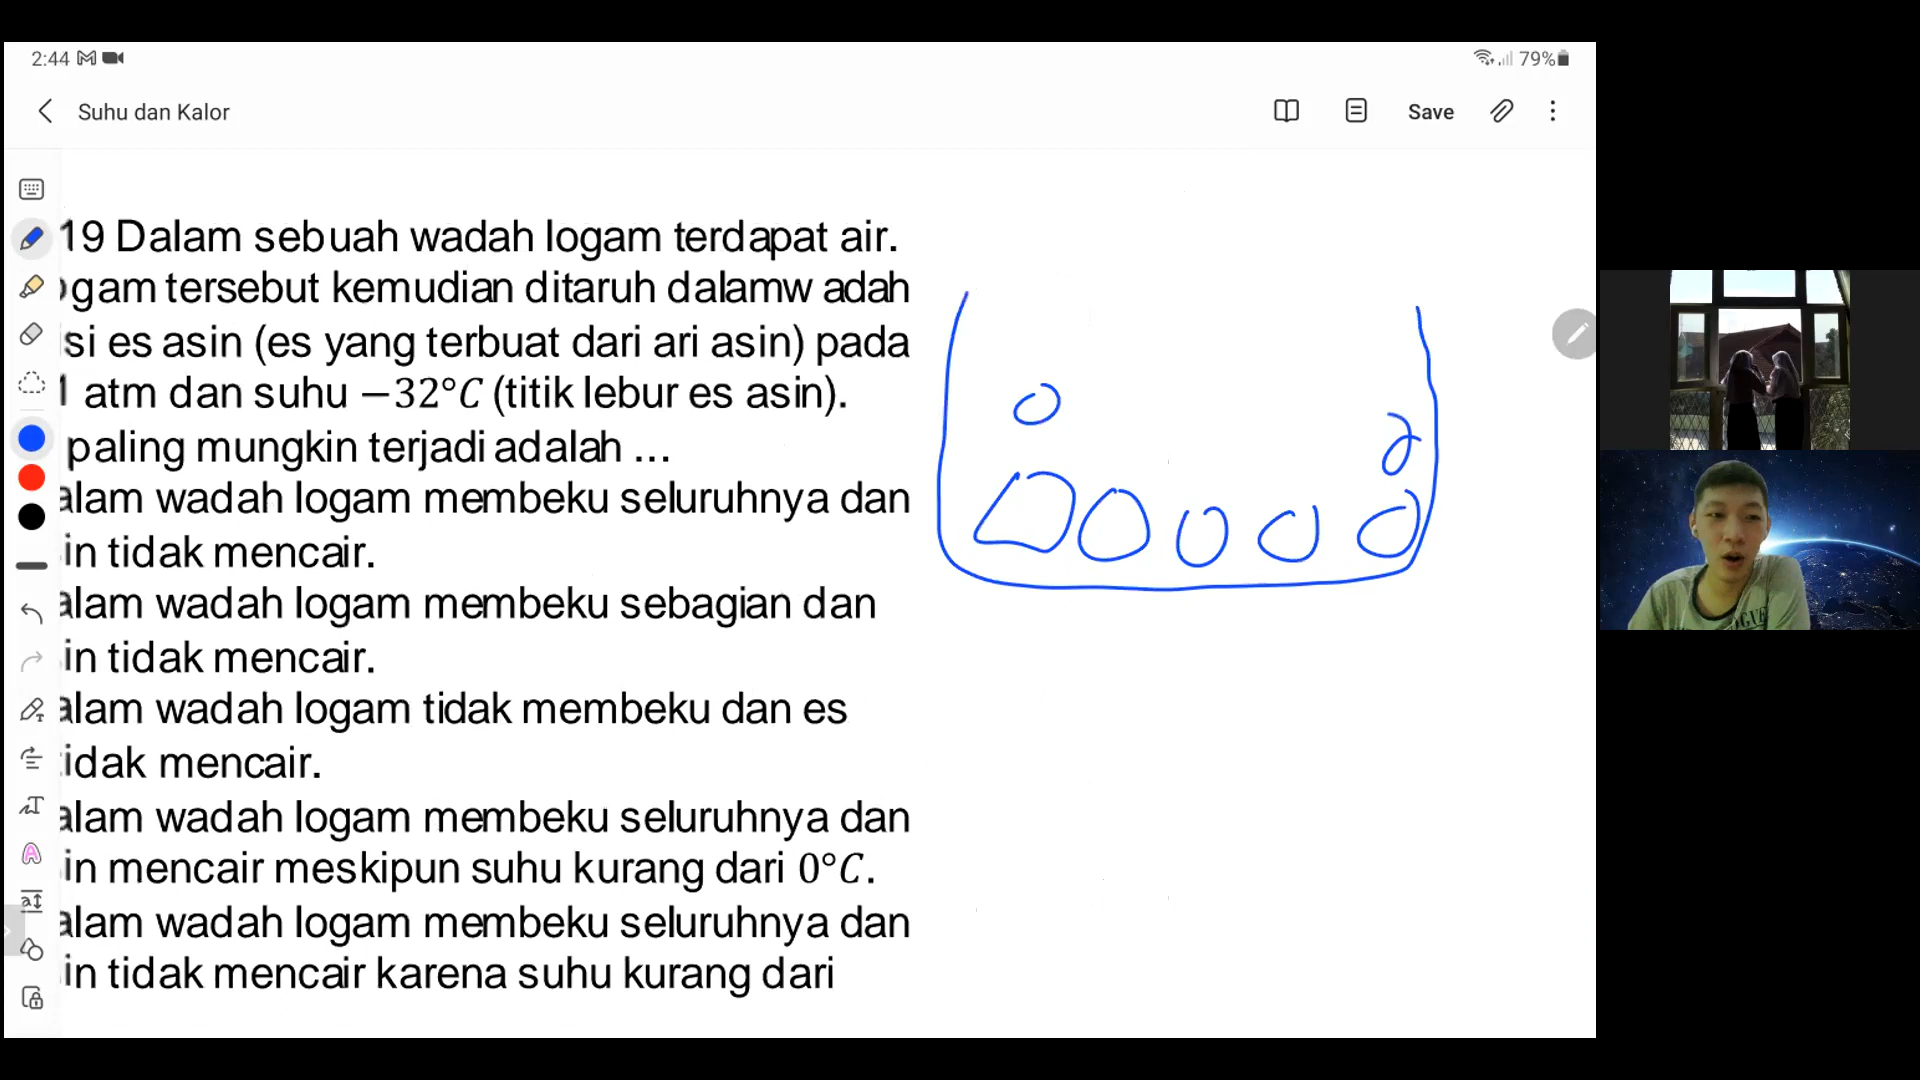 2:44
79%
Suhu dan Kalor
Save
19 Dalam sebuah wadah logam terdapat air.
ogam tersebut kemudian ditaruh dalamw adah
si es asin (es yang terbuat dari ari asin) pada
1 atm dan suhu −32°C (titik lebur es asin).
paling mungkin terjadi adalah ...
alam wadah logam membeku seluruhnya dan
in tidak mencair.
alam wadah logam membeku sebagian dan
in tidak mencair.
alam wadah logam tidak membeku dan es
tidak mencair.
alam wadah logam membeku seluruhnya dan
in mencair meskipun suhu kurang dari 0°C.
alam wadah logam membeku seluruhnya dan
in tidak mencair karena suhu kurang dari